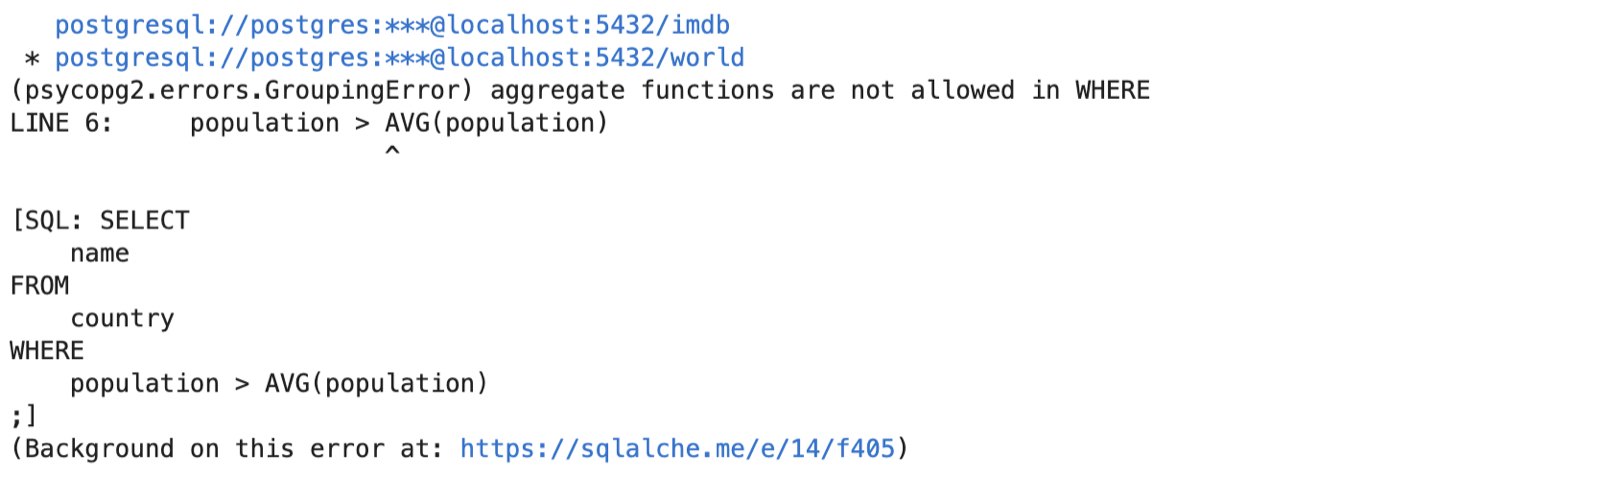 postgresql://postgres:***@localhost:5432/imdb
* postgresql://postgres:***@localhost:5432/world
(psycopg2.errors.GroupingError) aggregate functions are not allowed in WHERE
LINE 6:     population > AVG(population)
^
[SQL: SELECT
name
FROM
country
WHERE
population > AVG(population)
;]
(Background on this error at: https://sqlalche.me/e/14/f405)